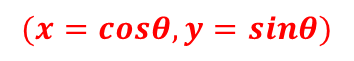 (x = cosθ, y = sinθ)